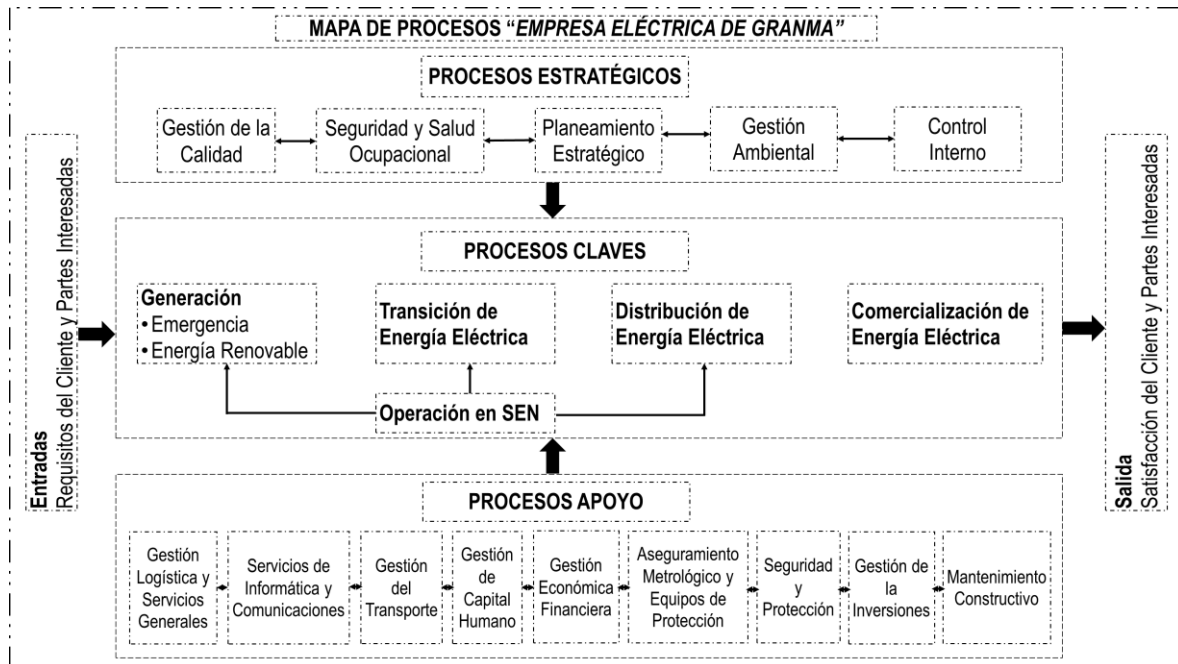 MAPA DE PROCESOS “EMPRESA ELÉCTRICA DE GRANMA”
PROCESOS ESTRATÉGICOS
Gestión de la
Calidad
Seguridad y Salud
Ocupacional
Planeamiento
Estratégico
Gestión
Ambiental
Control
Interno
Entradas
Requisitos del Cliente y Partes Interesadas
PROCESOS CLAVES
Generación
• Emergencia
• Energía Renovable
Transición de
Energía Eléctrica
Distribución de
Energía Eléctrica
Comercialización de
Energía Eléctrica
Operación en SEN
Salida
Satisfacción del Cliente y Partes Interesadas
PROCESOS APOYO
Gestión
Logística y
Servicios
Generales
Servicios de
Informática y
Comunicaciones
Gestión
del
Transporte
Gestión
de
Capital
Humano
Gestión
Económica
Financiera
Aseguramiento
Metrológico y
Equipos de
Protección
Seguridad
y
Protección
Gestión de
la
Inversiones
Mantenimiento
Constructivo